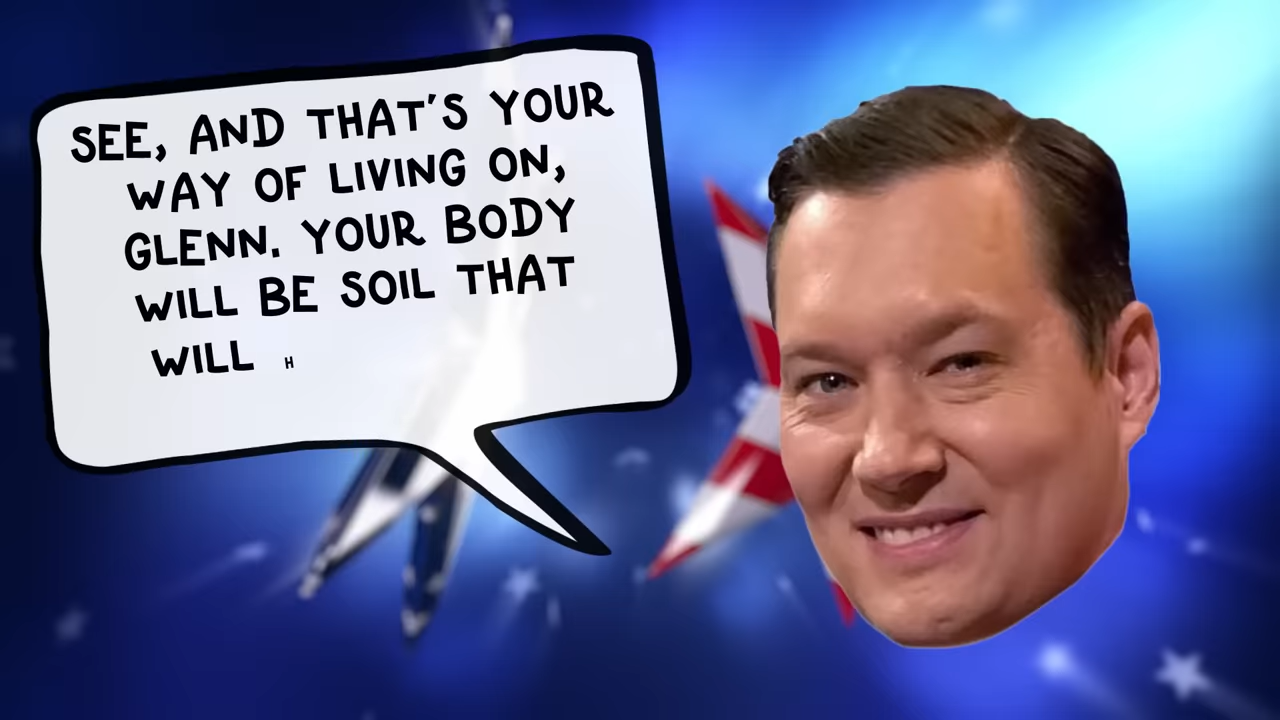 SEE, AND THAT'S YOUR
WAY OF LIVING ON,
GLENN. YOUR BODY
WILL BE SOIL THAT
WILL H